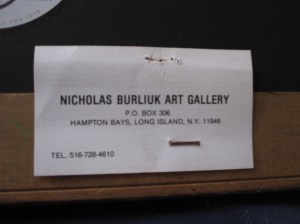 NICHOLAS BURLIUK ART GALLERY
P.O. BOX 306
HAMPTON BAYS, LONG ISLAND, N.Y. 11946
TEL. 516-728-4610